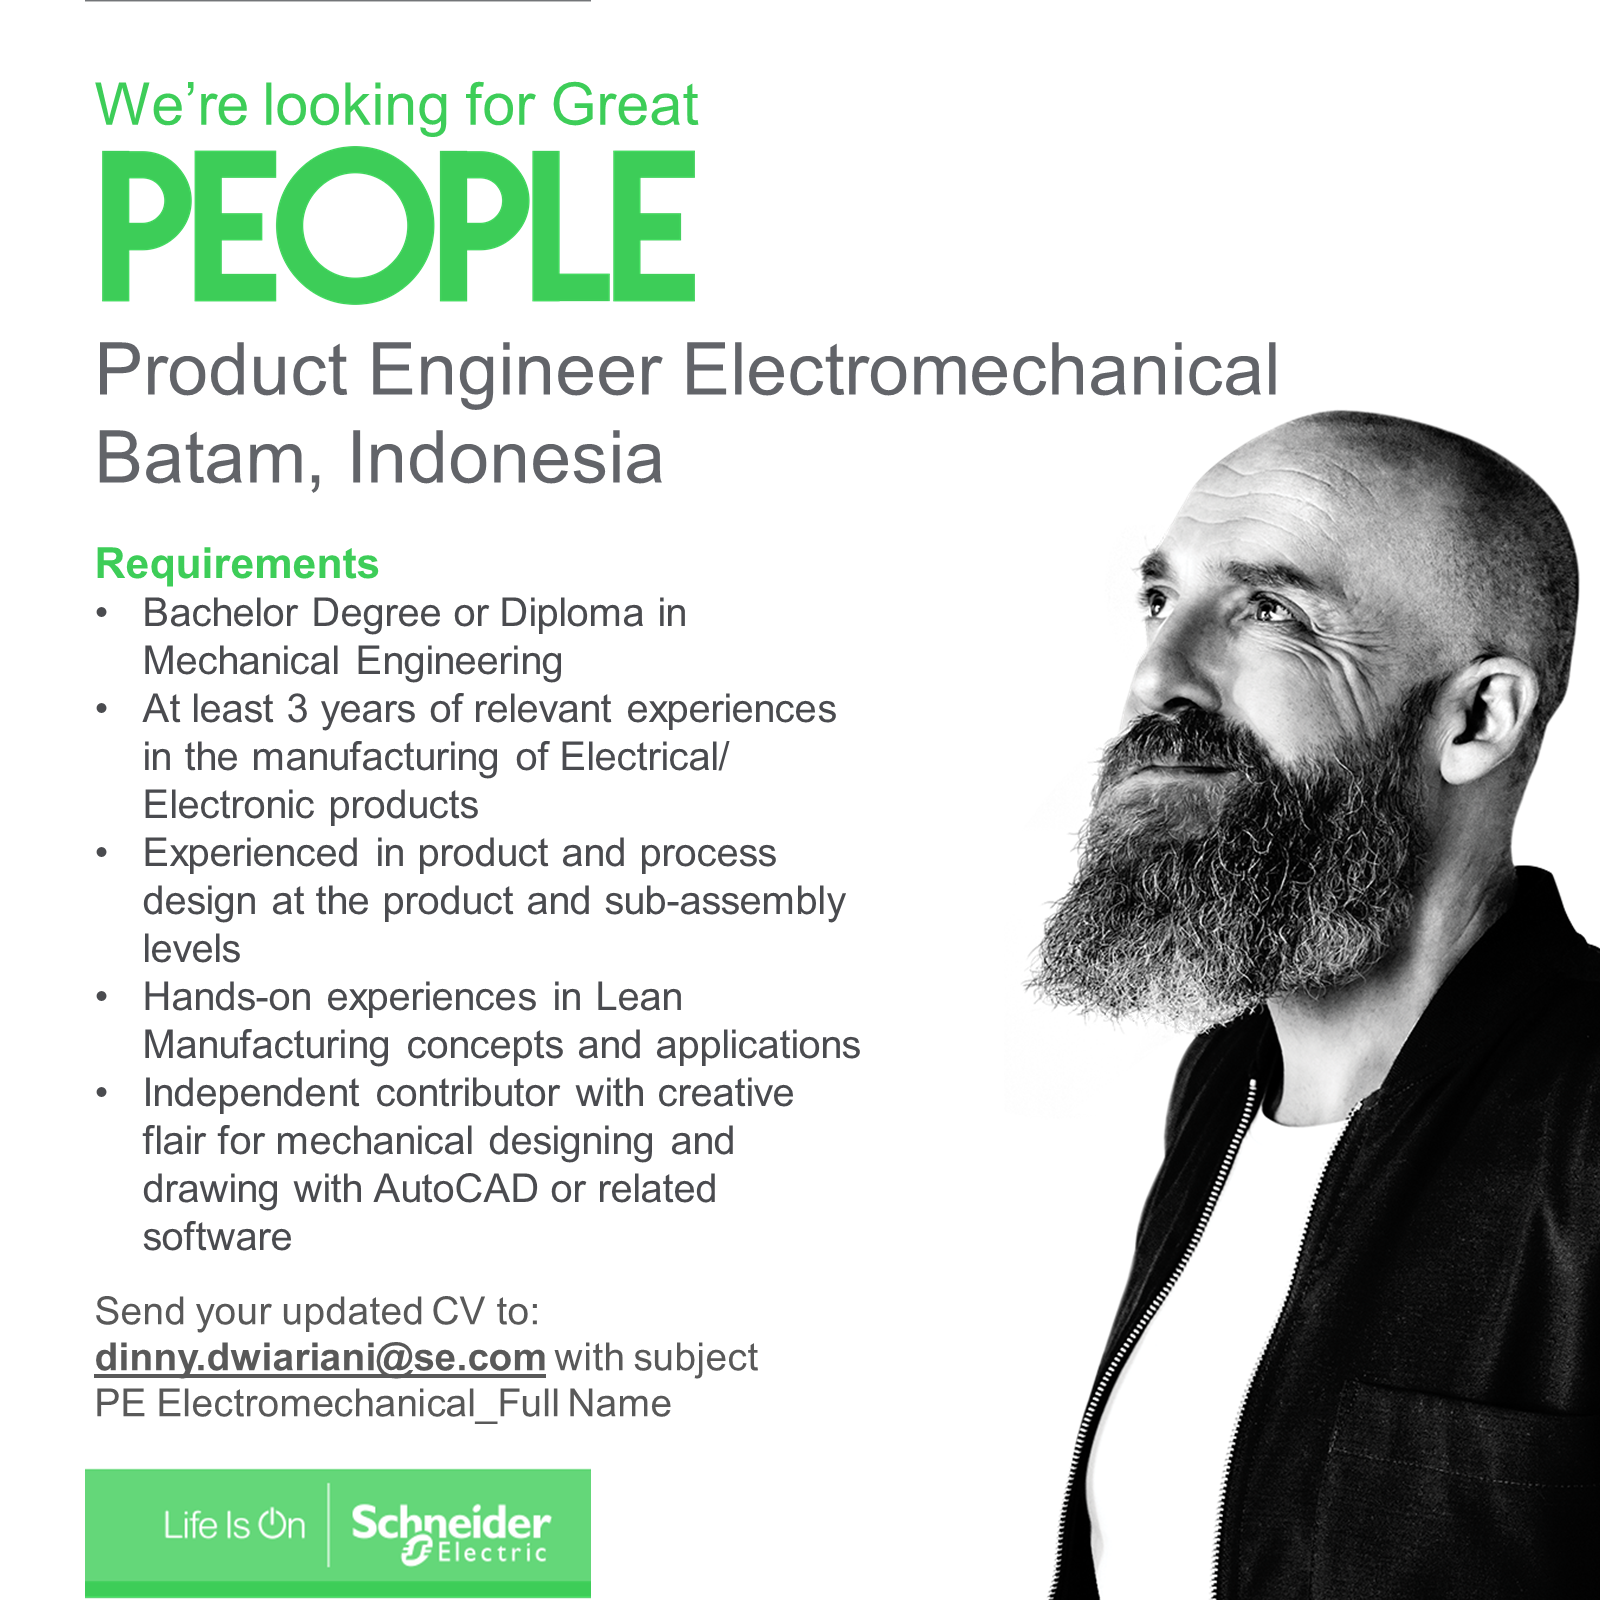 We’re looking for Great
PEOPLE
Product Engineer Electromechanical
Batam, Indonesia
Requirements
• Bachelor Degree or Diploma in
Mechanical Engineering
• At least 3 years of relevant experiences
in the manufacturing of Electrical/
Electronic products
• Experienced in product and process
design at the product and sub-assembly
levels
• Hands-on experiences in Lean
Manufacturing concepts and applications
• Independent contributor with creative
flair for mechanical designing and
drawing with AutoCAD or related
software
Send your updated CV to:
dinny.dwiariani@se.com with subject
PE Electromechanical_Full Name
Life Is On
Schneider
Electric